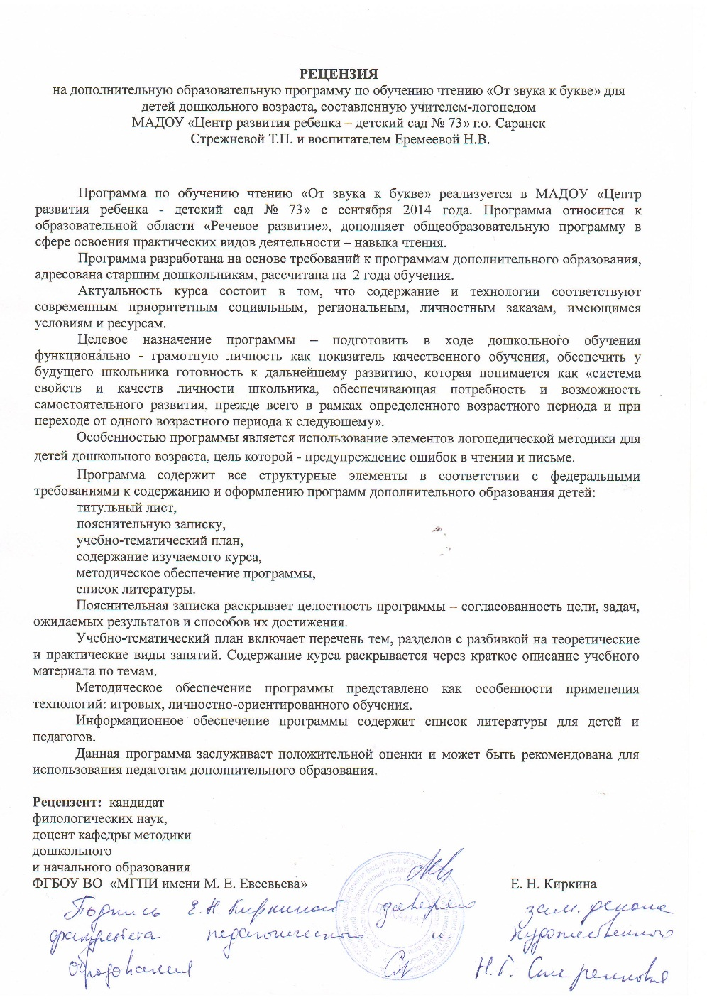 РЕЦЕНЗИЯ
на дополнительную образовательную программу по обучению чтению «От звука к букве» для
детей дошкольного возраста, составленную учителем-логопедом
МАДОУ «Центр развития ребенка – детский сад № 73» г.о. Саранск
Стрежневой Т.П. и воспитателем Еремеевой Н.В.
Программа по обучению чтению «От звука к букве» реализуется в МАДОУ «Центр
развития ребенка - детский сад № 73» с сентября 2014 года. Программа относится к
образовательной области «Речевое развитие», дополняет общеобразовательную программу в
сфере освоения практических видов деятельности – навыка чтения.
Программа разработана на основе требований к программам дополнительного образования,
адресована старшим дошкольникам, рассчитана на 2 года обучения.
Актуальность курса состоит в том, что содержание и технологии соответствуют
современным приоритетным социальным, региональным, личностным заказам, имеющимся
условиям и ресурсам.
Целевое назначение программы – подготовить в ходе дошкольного обучения
функционально - грамотную личность как показатель качественного обучения, обеспечить у
будущего школьника готовность к дальнейшему развитию, которая понимается как «система
свойств и качеств личности школьника, обеспечивающая потребность и возможность
самостоятельного развития, прежде всего в рамках определенного возрастного периода и при
переходе от одного возрастного периода к следующему».
Особенностью программы является использование элементов логопедической методики для
детей дошкольного возраста, цель которой - предупреждение ошибок в чтении и письме.
Программа содержит все структурные элементы в соответствии с федеральными
требованиями к содержанию и оформлению программ дополнительного образования детей:
титульный лист,
пояснительную записку,
учебно-тематический план,
содержание изучаемого курса,
методическое обеспечение программы,
список литературы.
Пояснительная записка раскрывает целостность программы – согласованность цели, задач,
ожидаемых результатов и способов их достижения.
Учебно-тематический план включает перечень тем, разделов с разбивкой на теоретические
и практические виды занятий. Содержание курса раскрывается через краткое описание учебного
материала по темам.
Методическое обеспечение программы представлено как особенности применения
технологий: игровых, личностно-ориентированного обучения.
Информационное обеспечение программы содержит список литературы для детей и
педагогов.
Данная программа заслуживает положительной оценки и может быть рекомендована для
использования педагогам дополнительного образования.
Рецензент: кандидат
филологических наук,
доцент кафедры методики
дошкольного
и начального образования
ФГБОУ ВО «МГПИ имени М. Е. Евсевьева» Е. Н. Киркина
Подпись Е.Н. Киркиной заверяю зам. декана
факультета педагогического и художественного
образования Н.Г. Спиренкова
ДЕКАНАТ